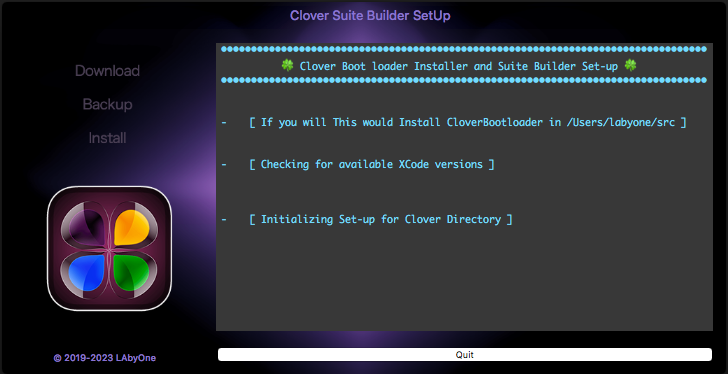 Clover Suite Builder SetUp
Download
Backup
Install
🍀 Clover Boot loader Installer and Suite Builder Set-up 🍀
- [ If you will This would Install CloverBootloader in /Users/labyone/src ]
- [ Checking for available XCode versions ]
- [ Initializing Set-up for Clover Directory ]
© 2019-2023 LAbyOne
Quit